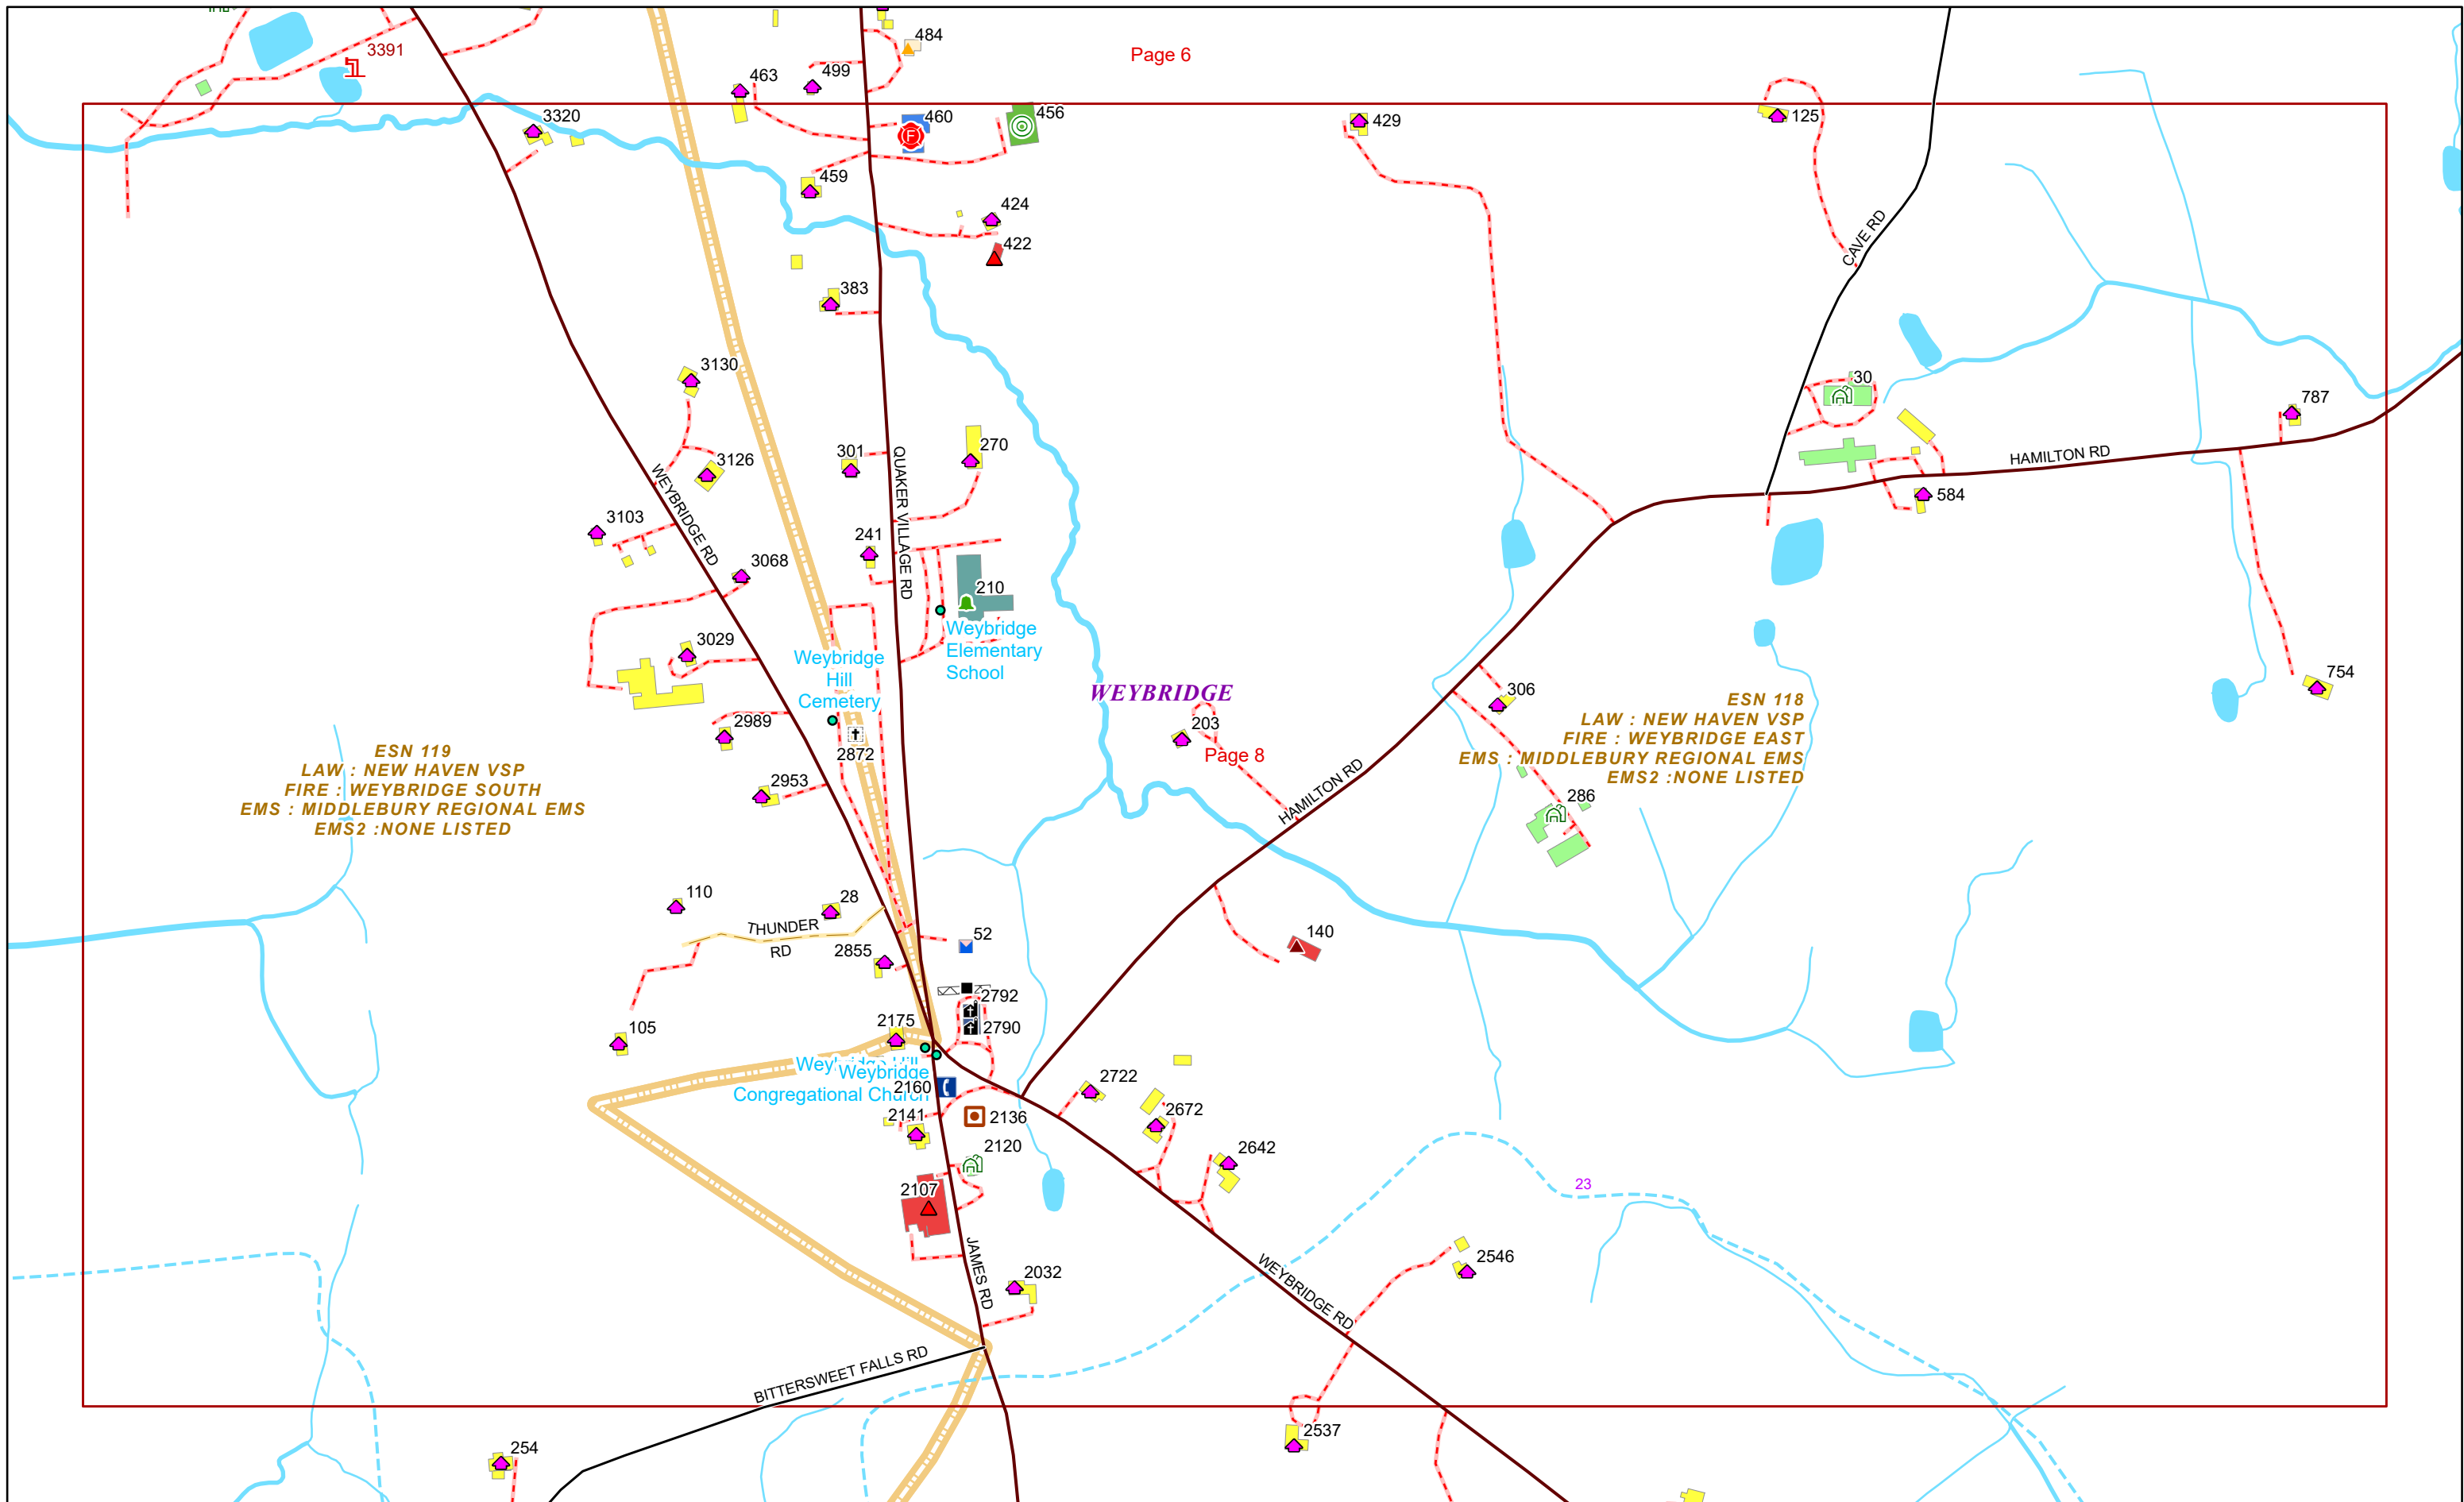 3391
484
Page 6
463
499
3320
460
456
429
125
459
424
422
CAVE RD
383
3130
30
787
301
270
3126
QUAKER VILLAGE RD
HAMILTON RD
WEYBRIDGE RD
584
3103
241
3068
210
Weybridge
Elementary
School
3029
Weybridge
Hill
Cemetery
WEYBRIDGE
306
754
ESN 118
LAW : NEW HAVEN VSP
FIRE : WEYBRIDGE EAST
EMS : MIDDLEBURY REGIONAL EMS
EMS2 :NONE LISTED
2989
203
Page 8
2872
ESN 119
LAW : NEW HAVEN VSP
FIRE : WEYBRIDGE SOUTH
EMS : MIDDLEBURY REGIONAL EMS
EMS2 :NONE LISTED
2953
HAMILTON RD
286
110
28
THUNDER
RD
52
2855
140
2792
2175
2790
105
Weybridge Hill
Weybridge
Congregational Church
2160
2722
2141
2136
2672
2120
2642
2107
23
JAMES RD
2032
WEYBRIDGE RD
2546
BITTERSWEET FALLS RD
2537
254
F